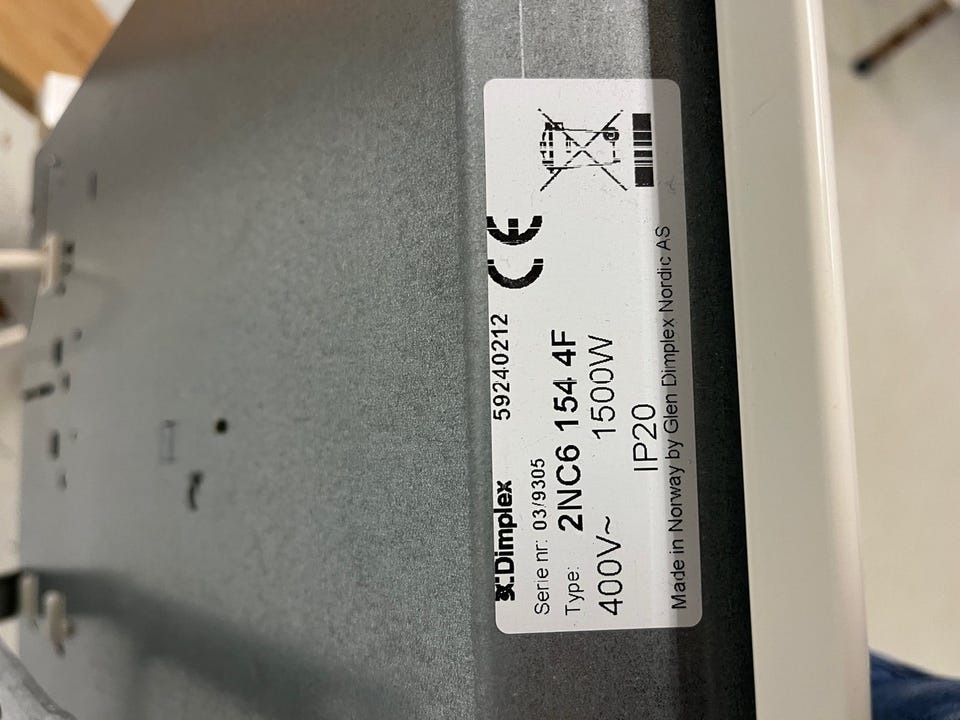 Dimplex 59240212
Serie nr: 03/9305
Type: 2NC6 154 4F
400V~ 1500W
IP20
Made in Norway by Glen Dimplex Nordic AS
CE